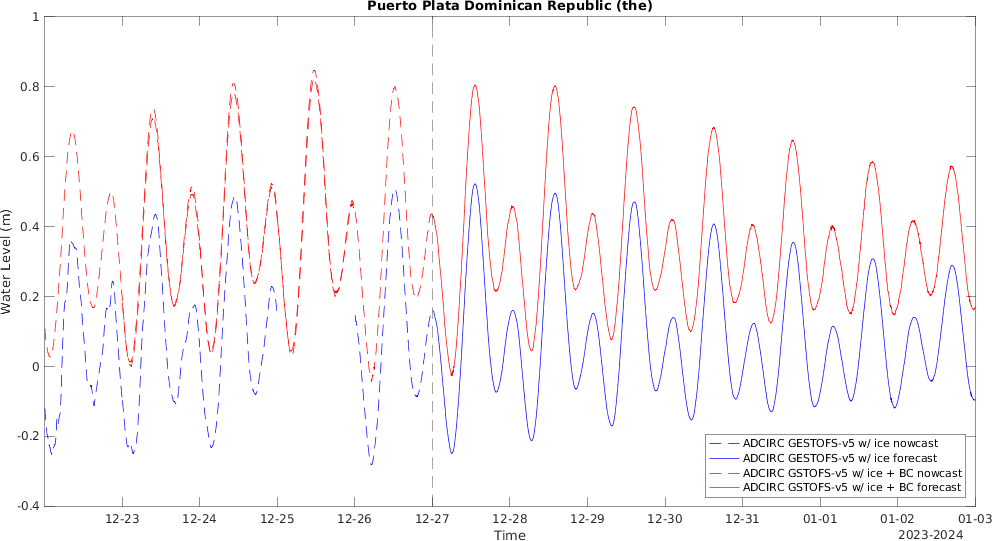 Puerto Plata Dominican Republic (the)
Water Level (m)
1
0.8
0.6
0.4
0.2
0
-0.2
-0.4
ADCIRC GESTOFS-v5 w/ ice nowcast
ADCIRC GESTOFS-v5 w/ ice forecast
ADCIRC GSTOFS-v5 w/ ice + BC nowcast
ADCIRC GSTOFS-v5 w/ ice + BC forecast
12-23 12-24 12-25 12-26 12-27 12-28 12-29 12-30 12-31 01-01 01-02 01-03
Time
2023-2024